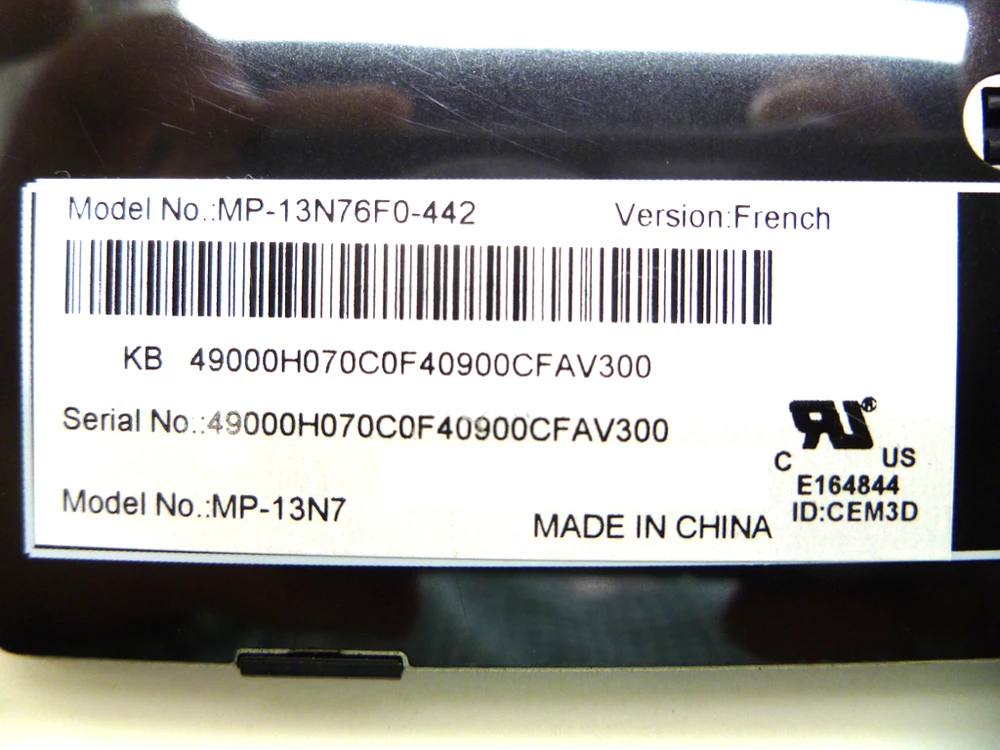 Model No.:MP-13N76F0-442 Version:French
KB 49000H070C0F40900CFAV300
Serial No.:49000H070C0F40900CFAV300
C RU® US
E164844
ID:CEM3D
Model No.:MP-13N7
MADE IN CHINA